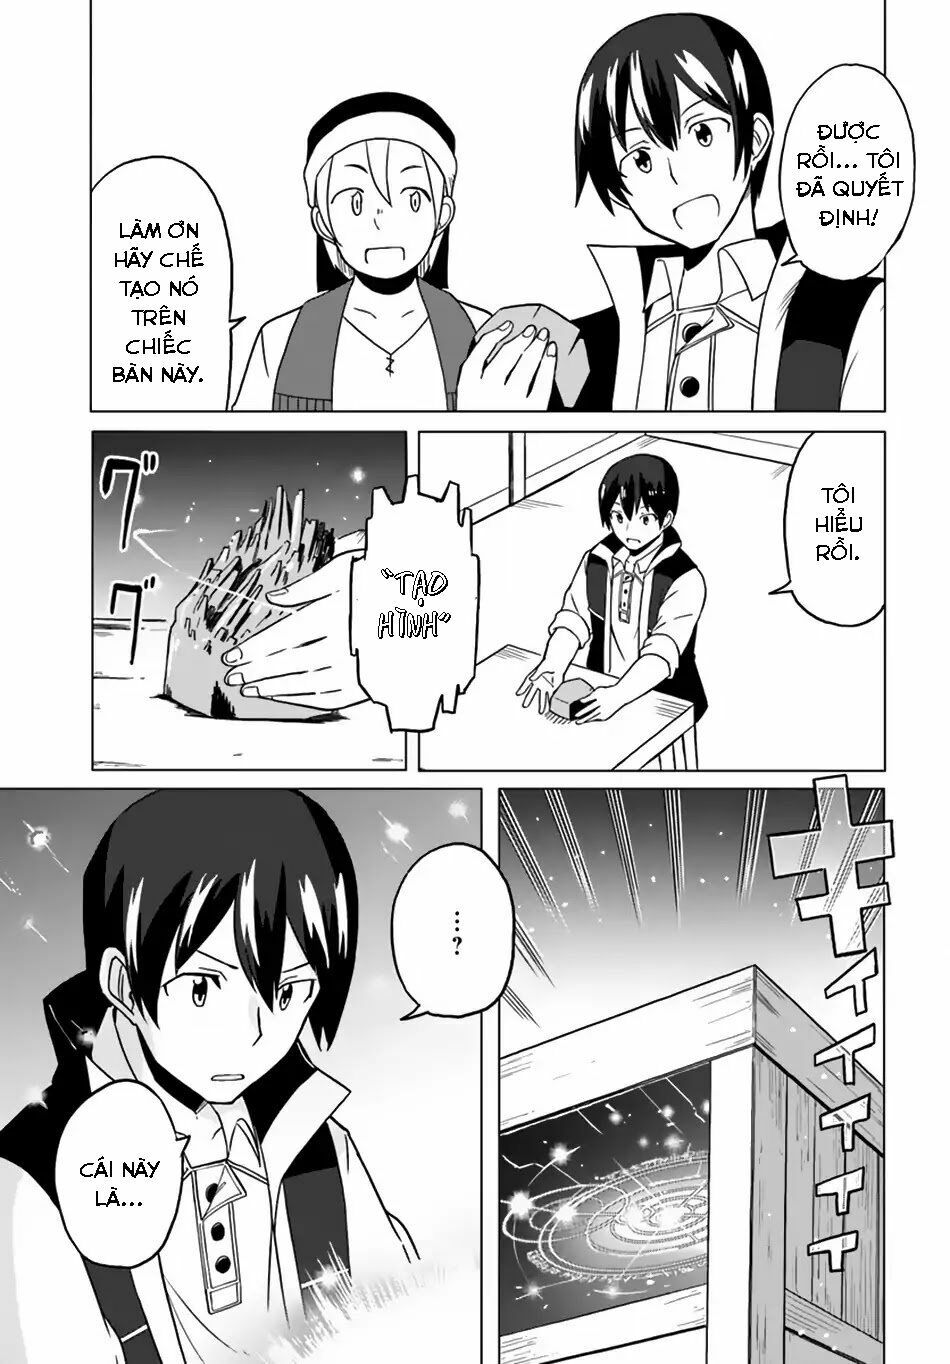 ĐƯỢC
RỒI... TÔI
ĐÃ QUYẾT
ĐỊNH!
LÀM ƠN
HÃY CHẾ
TẠO NÓ
TRÊN
CHIẾC
BÀN NÀY.
TÔI
HIỂU
RỒI.
"TẠO
HÌNH"
グ
グ
キ
イ
イ
イ
イ
イ
...?
CÁI NÀY
LÀ...